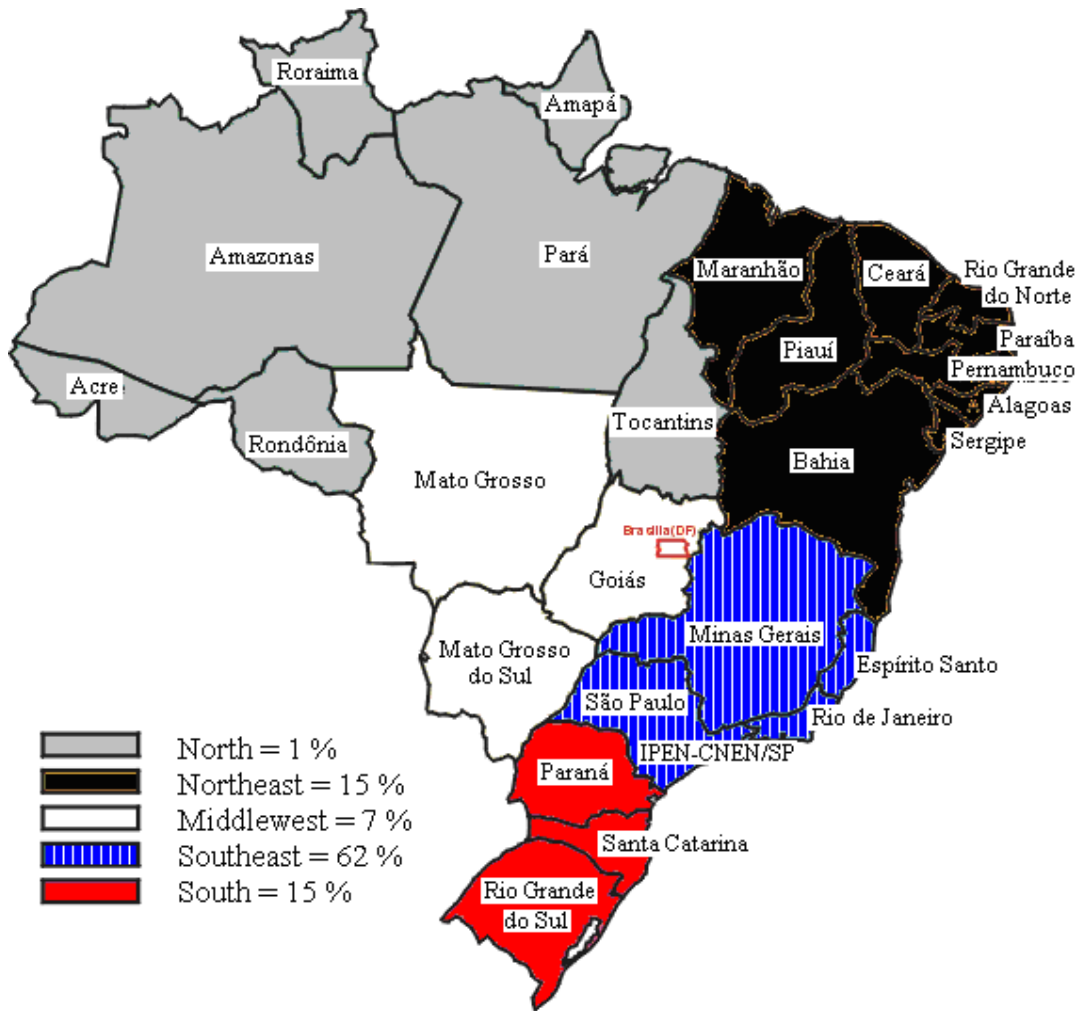 Roraima
Amapá
Amazonas
Pará
Maranhão
Ceará
Rio Grande
do Norte
Paraíba
Piauí
Pernambuco
Acre
Alagoas
Tocantins
Rondônia
Sergipe
Bahia
Mato Grosso
Brasília(DF)
Goiás
Minas Gerais
Mato Grosso
do Sul
Espírito Santo
São Paulo
Rio de Janeiro
IPEN-CNEN/SP
Paraná
Santa Catarina
Rio Grande
do Sul
North = 1 %
Northeast = 15 %
Middlewest = 7 %
Southeast = 62 %
South = 15 %